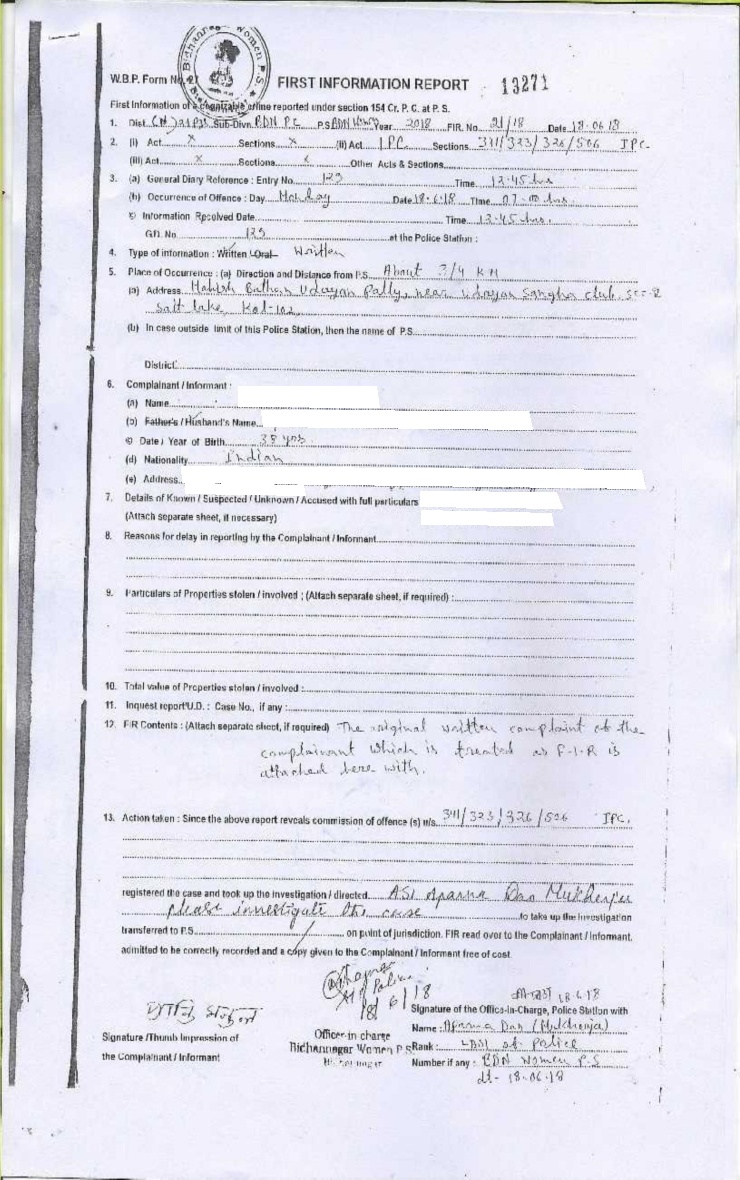 Bidhannagar Women P.S.
W.B.P. Form No.
FIRST INFORMATION REPORT 13271
First Information of a cognizable crime reported under section 154 Cr. P. C. at P. S.
1. Dist. (N) 24 Pgs Sub-Divn. BDN P.C P.S BDN Women Year 2018 FIR. No. 21/18 Date 18-06-18
2. (i) Act X Sections X (ii) Act I.P.C. Sections 341/323/326/506 IPC.
(iii) Act X Sections X Other Acts & Sections
3. (a) General Diary Reference : Entry No. 123 Time 12-45 hrs
(b) Occurrence of Offence : Day Monday Date 18-6-18 Time 07-00 hrs.
© Information Received Date Time 12-45 hrs.
G.D. No. 123 at the Police Station :
4. Type of information : Written / Oral Written
5. Place of Occurrence : (a) Direction and Distance from P.S. About 3/4 KM
(a) Address Mahish Bathan Udayan Pally, near Udayan Sangha club, Sec-
Salt lake, Kol-102
(b) In case outside limit of this Police Station, then the name of P.S.
District:
6. Complainant / Informant :
(a) Name
(b) Father's / Husband's Name
© Date / Year of Birth 38 yrs
(d) Nationality Indian
(e) Address
7. Details of Known / Suspected / Unknown / Accused with full particulars
(Attach separate sheet, if necessary)
8. Reasons for delay in reporting by the Complainant / Informant
9. Particulars of Properties stolen / involved ; (Attach separate sheet, if required) :
10. Total value of Properties stolen / involved :
11. Inquest report/U.D. : Case No., if any :
12. FIR Contents : (Attach separate sheet, if required) The original written complaint of the
complainant which is treated as F-I-R is
attached here with.
13. Action taken : Since the above report reveals commission of offence (s) u/s. 341/323/326/506 IPC.
registered the case and took up the investigation / directed ASI Aparna Das Mukherjee
please investigate the case to take up the Investigation
transferred to P.S. on point of jurisdiction. FIR read over to the Complainant / Informant,
admitted to be correctly recorded and a copy given to the Complainant / Informant free of cost.
18/6/18
18.6.18
Signature of the Office-in-Charge, Police Station with
Signature /Thumb Impression of
the Complainant / Informant
Officer-in charge
Bidhannagar Women P.S.
Bidhannagar
Name : Aparna Das (Mukherjee)
Rank : of police
Number if any : BDN Women P.S
dt- 18-06-18